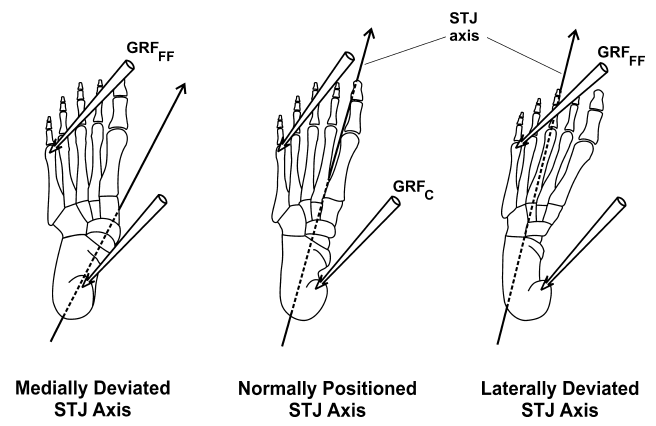 STJ
axis
GRFFF
GRFFF
GRFC
Medially Deviated
STJ Axis
Normally Positioned
STJ Axis
Laterally Deviated
STJ Axis